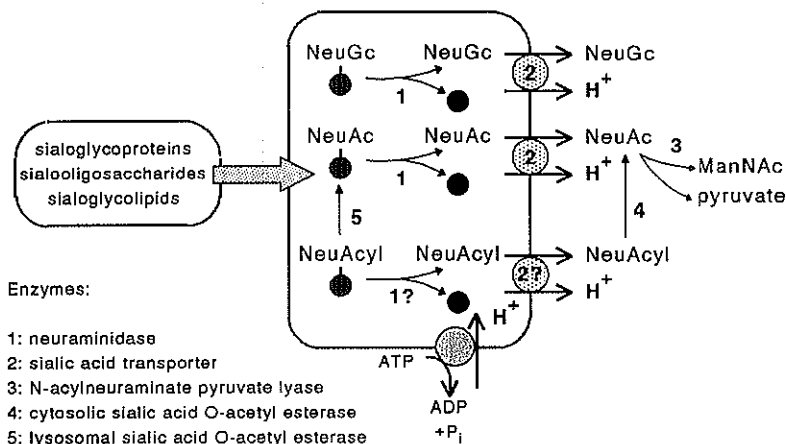 NeuGc NeuGc NeuGc
2
1 H+
sialoglycoproteins
sialooligosaccharides
sialoglycolipids
NeuAc NeuAc NeuAc 3
2
1 H+ ManNAc
pyruvate
5 4
NeuAcyl NeuAcyl NeuAcyl
2?
1? H+
H+
ATP
ADP
+Pi
Enzymes:
1: neuraminidase
2: sialic acid transporter
3: N-acylneuraminate pyruvate lyase
4: cytosolic sialic acid O-acetyl esterase
5: lysosomal sialic acid O-acetyl esterase